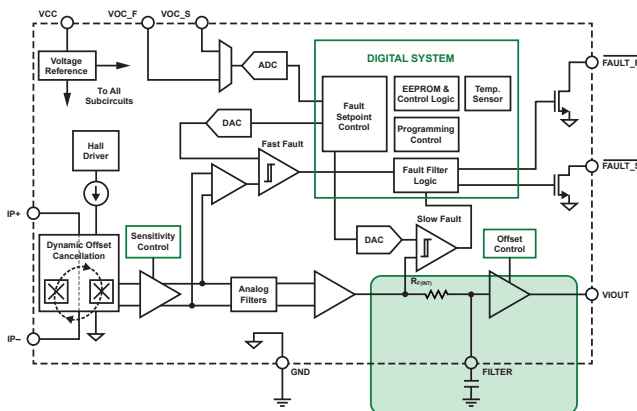 VCC
VOC_F
VOC_S
Voltage
Reference
To All
Subcircuits
ADC
DIGITAL SYSTEM
Fault
Setpoint
Control
EEPROM &
Control Logic
Temp.
Sensor
Programming
Control
Fault Filter
Logic
FAULT_F
FAULT_S
DAC
Fast Fault
Hall
Driver
IP+
Dynamic Offset
Cancellation
Sensitivity
Control
DAC
Slow Fault
Offset
Control
Analog
Filters
RF(INT)
VIOUT
IP–
GND
FILTER